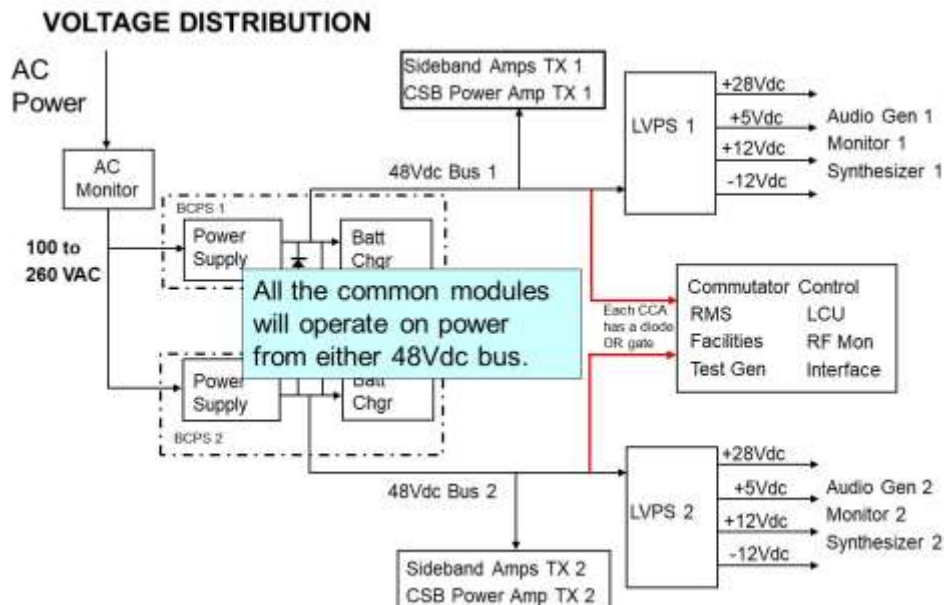 VOLTAGE DISTRIBUTION
AC
Power
AC
Monitor
100 to
260 VAC
BCPS 1
Power
Supply
Batt
Chgr
48Vdc Bus 1
Sideband Amps TX 1
CSB Power Amp TX 1
LVPS 1
+28Vdc
+5Vdc
+12Vdc
-12Vdc
Audio Gen 1
Monitor 1
Synthesizer 1
All the common modules
will operate on power
from either 48Vdc bus.
Each CCA
has a diode
OR gate
Commutator Control
RMS LCU
Facilities RF Mon
Test Gen Interface
Power
Supply
Batt
Chgr
BCPS 2
48Vdc Bus 2
Sideband Amps TX 2
CSB Power Amp TX 2
LVPS 2
+28Vdc
+5Vdc
+12Vdc
-12Vdc
Audio Gen 2
Monitor 2
Synthesizer 2